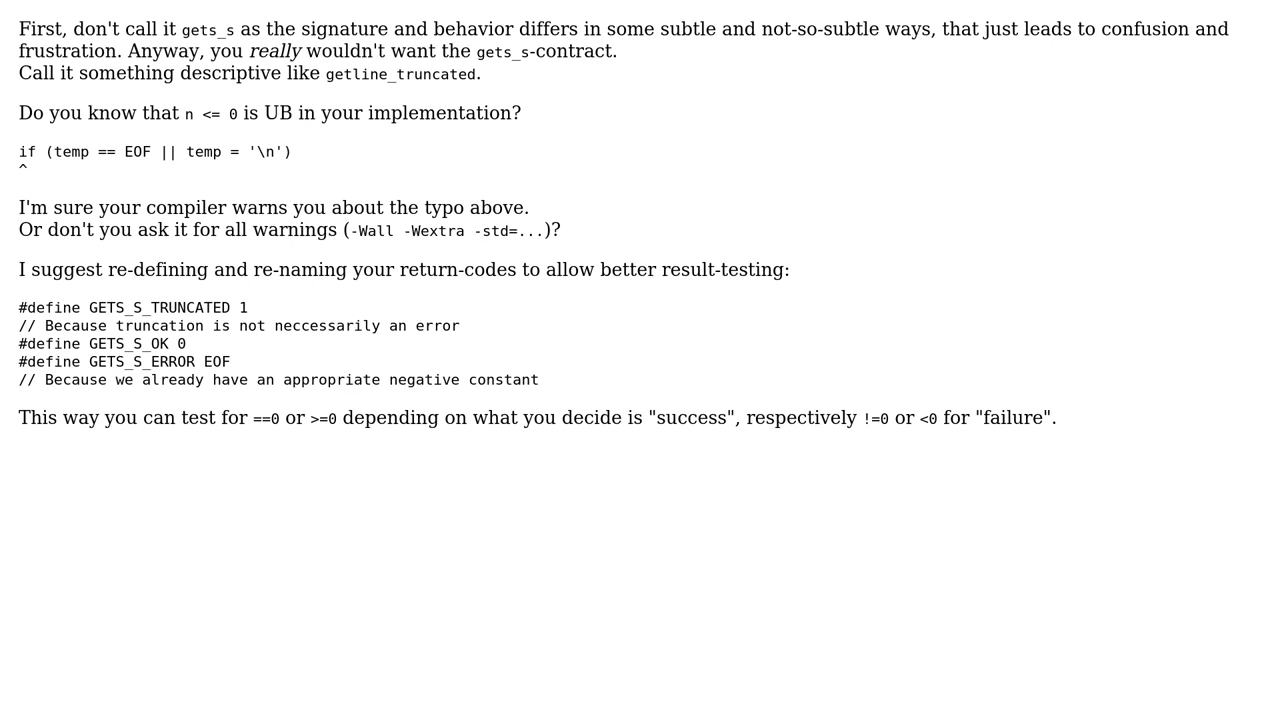 First, don't call it gets_s as the signature and behavior differs in some subtle and not-so-subtle ways, that just leads to confusion and
frustration. Anyway, you really wouldn't want the gets_s-contract.
Call it something descriptive like getline_truncated.
Do you know that n <= 0 is UB in your implementation?
if (temp == EOF || temp = '\n')
^
I'm sure your compiler warns you about the typo above.
Or don't you ask it for all warnings (-Wall -Wextra -std=...)?
I suggest re-defining and re-naming your return-codes to allow better result-testing:
#define GETS_S_TRUNCATED 1
// Because truncation is not neccessarily an error
#define GETS_S_OK 0
#define GETS_S_ERROR EOF
// Because we already have an appropriate negative constant
This way you can test for ==0 or >=0 depending on what you decide is "success", respectively !=0 or <0 for "failure".